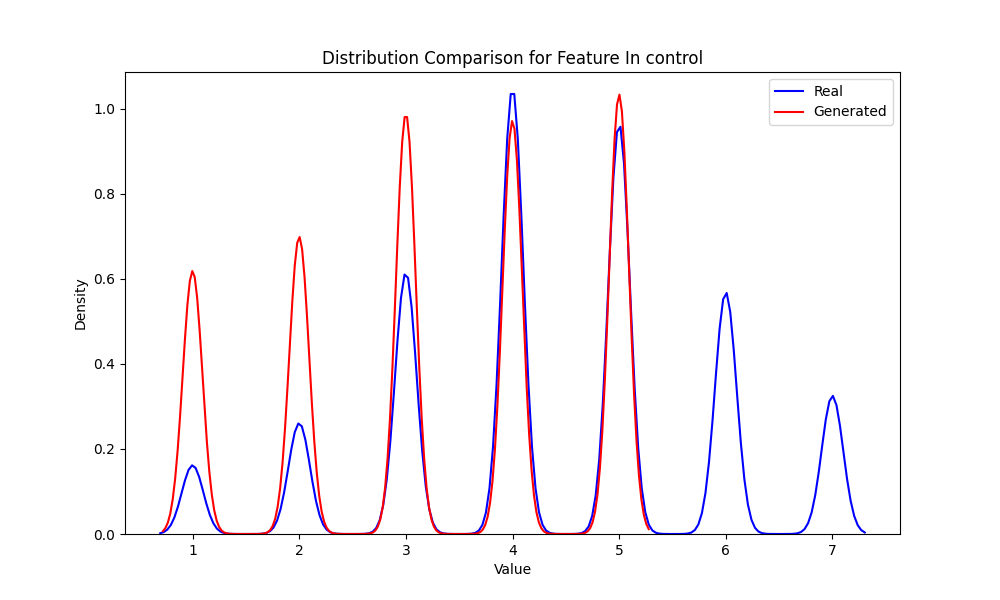 Distribution Comparison for Feature In control
Real
Generated
1.0
0.8
0.6
0.4
0.2
0.0
Density
1 2 3 4 5 6 7
Value